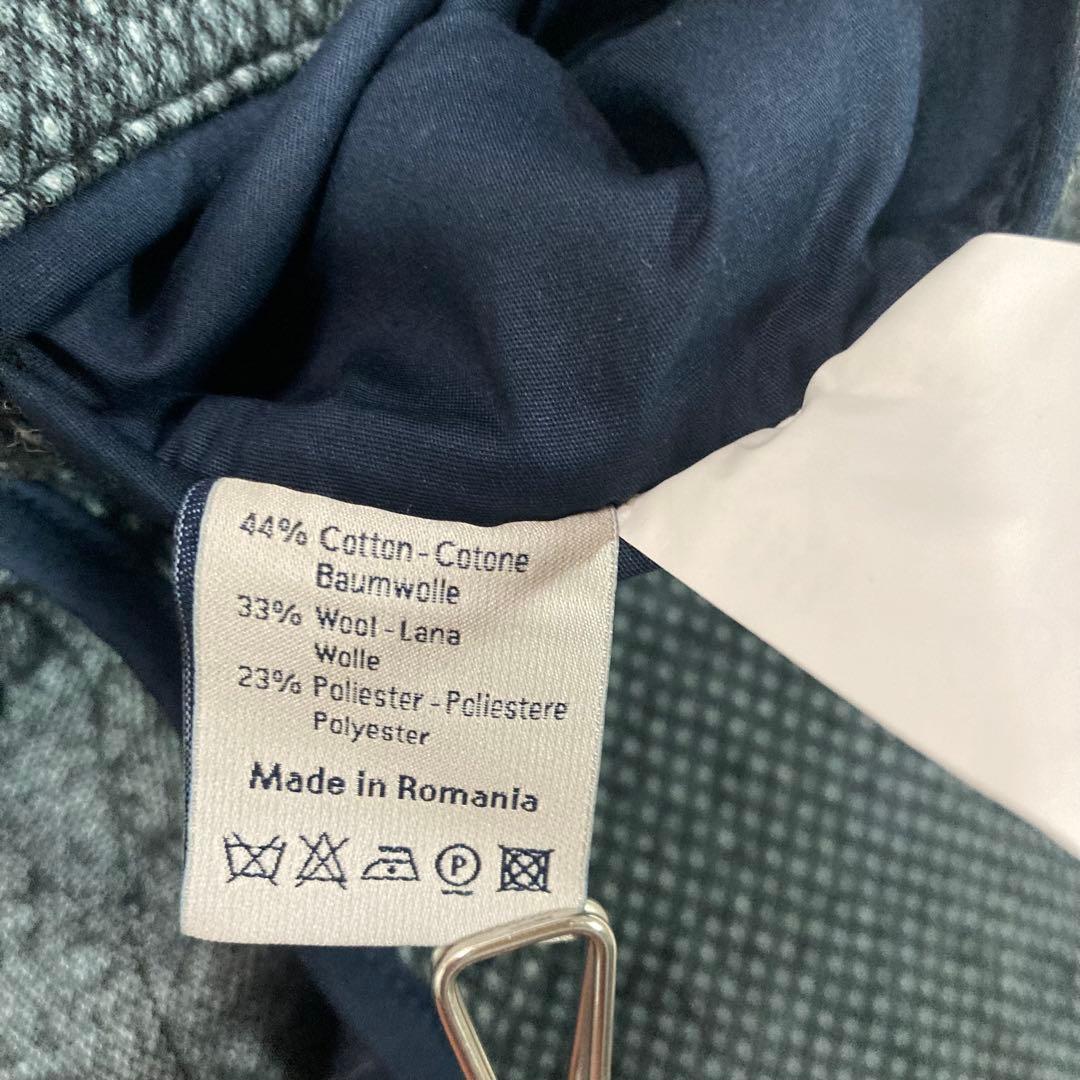 44% Cotton - Cotone
Baumwolle
33% Wool - Lana
Wolle
23% Poliester - Poliestere
Polyester
Made in Romania
P